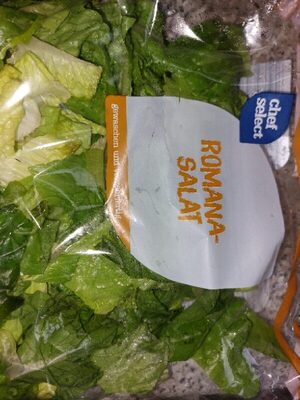 chef
select
ROMANA-
SALAT
gewaschen und